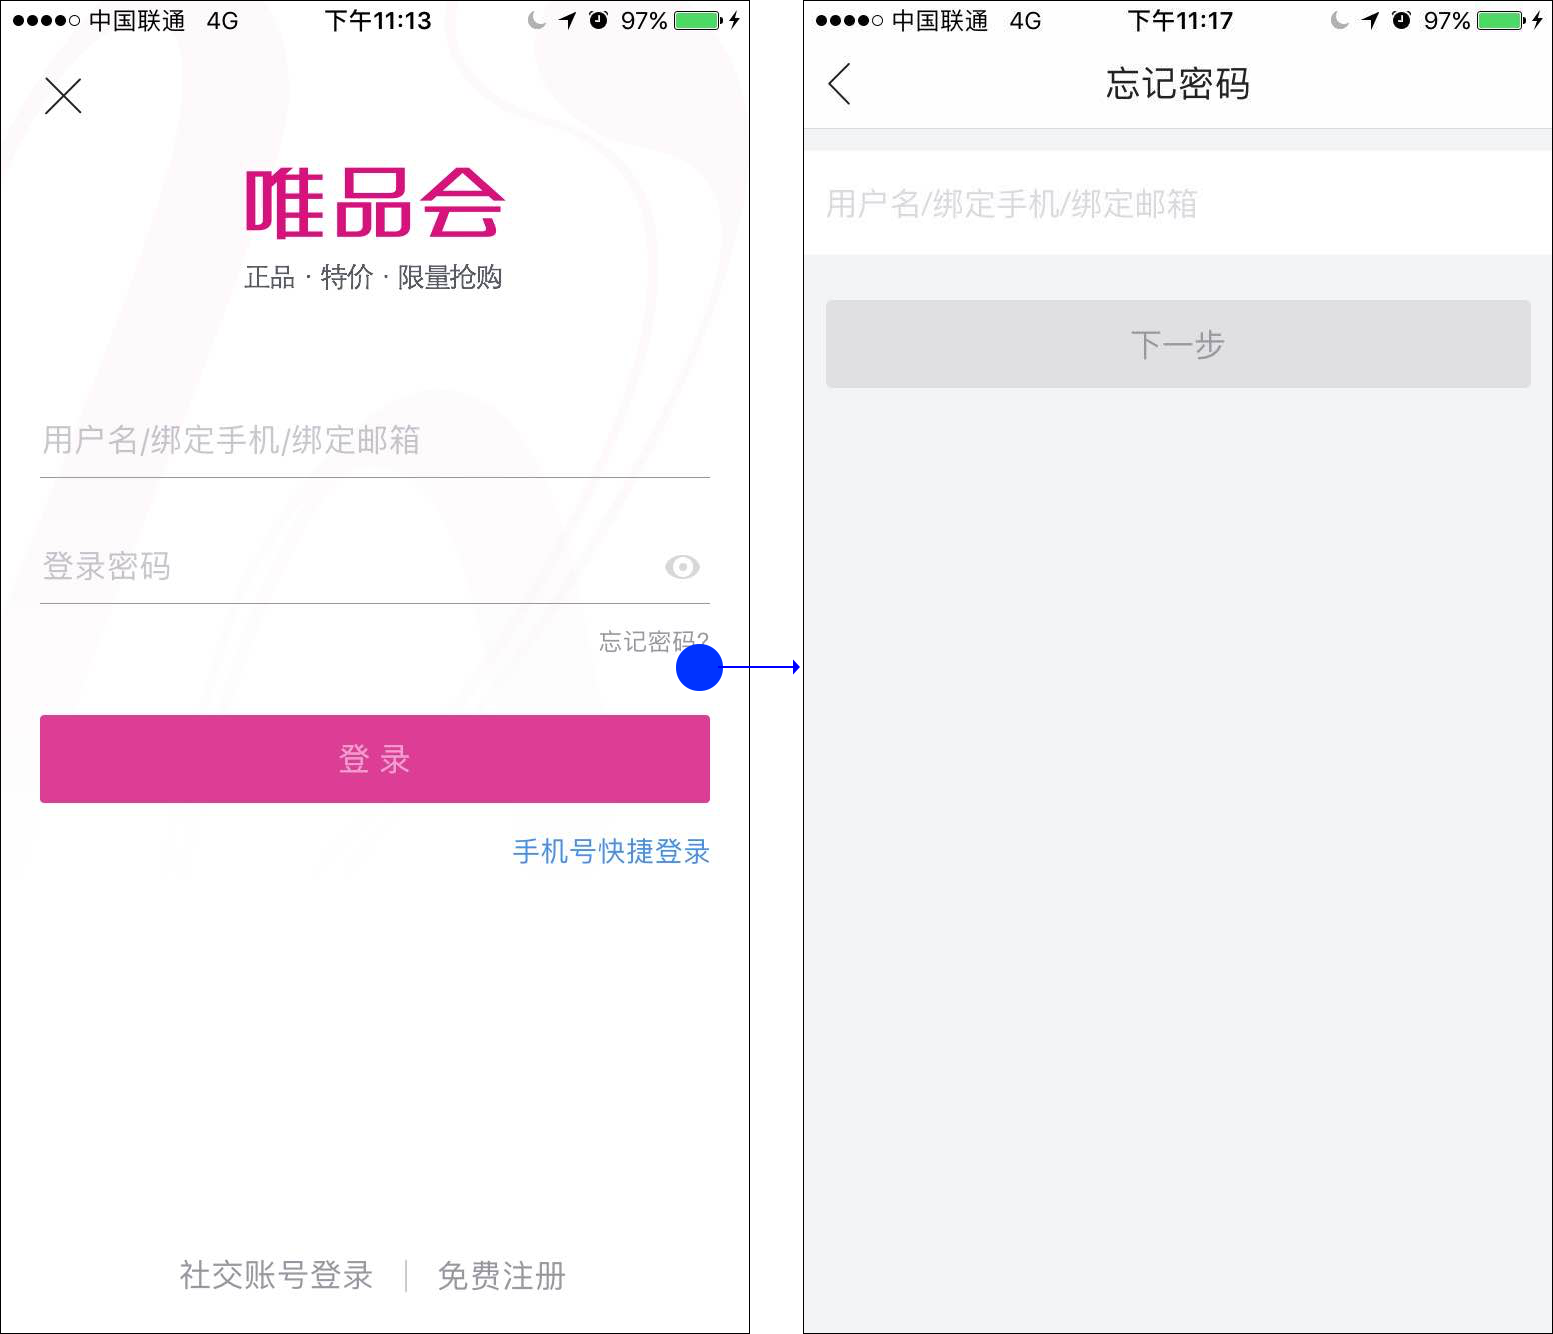 中国联通 4G 下午11:13 97%
唯品会
正品·特价·限量抢购
用户名/绑定手机/绑定邮箱
登录密码
忘记密码?
登 录
手机号快捷登录
社交账号登录 | 免费注册
中国联通 4G 下午11:17 97%
忘记密码
用户名/绑定手机/绑定邮箱
下一步